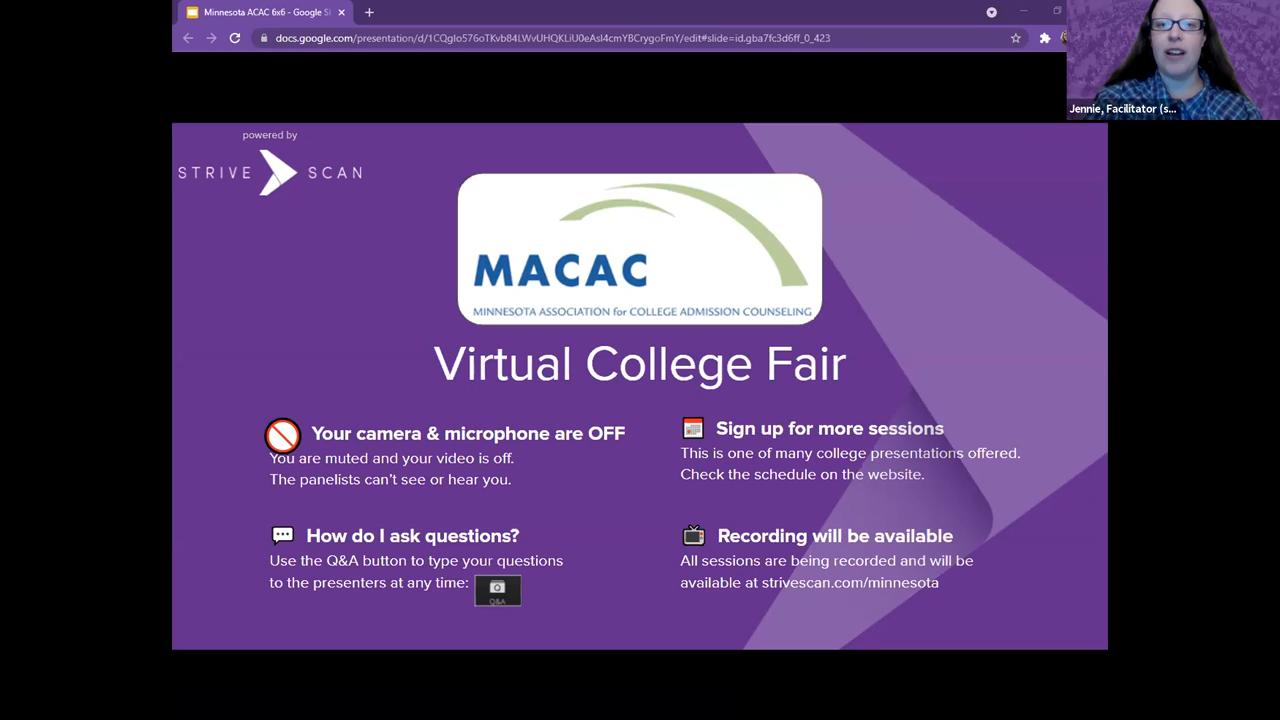 Minnesota ACAC 6x6 - Google Sl
docs.google.com/presentation/d/1CQgIo576oTKvb84LWvUHQKLiU0eAsl4cmYBCrygoFmY/edit#slide=id.gba7fc3d6ff_0_423
Jennie, Facilitator (s...
powered by
STRIVE SCAN
MACAC
MINNESOTA ASSOCIATION for COLLEGE ADMISSION COUNSELING
Virtual College Fair
Your camera & microphone are OFF
You are muted and your video is off.
The panelists can't see or hear you.
Sign up for more sessions
This is one of many college presentations offered.
Check the schedule on the website.
How do I ask questions?
Use the Q&A button to type your questions
to the presenters at any time:
Q&A
Recording will be available
All sessions are being recorded and will be
available at strivescan.com/minnesota